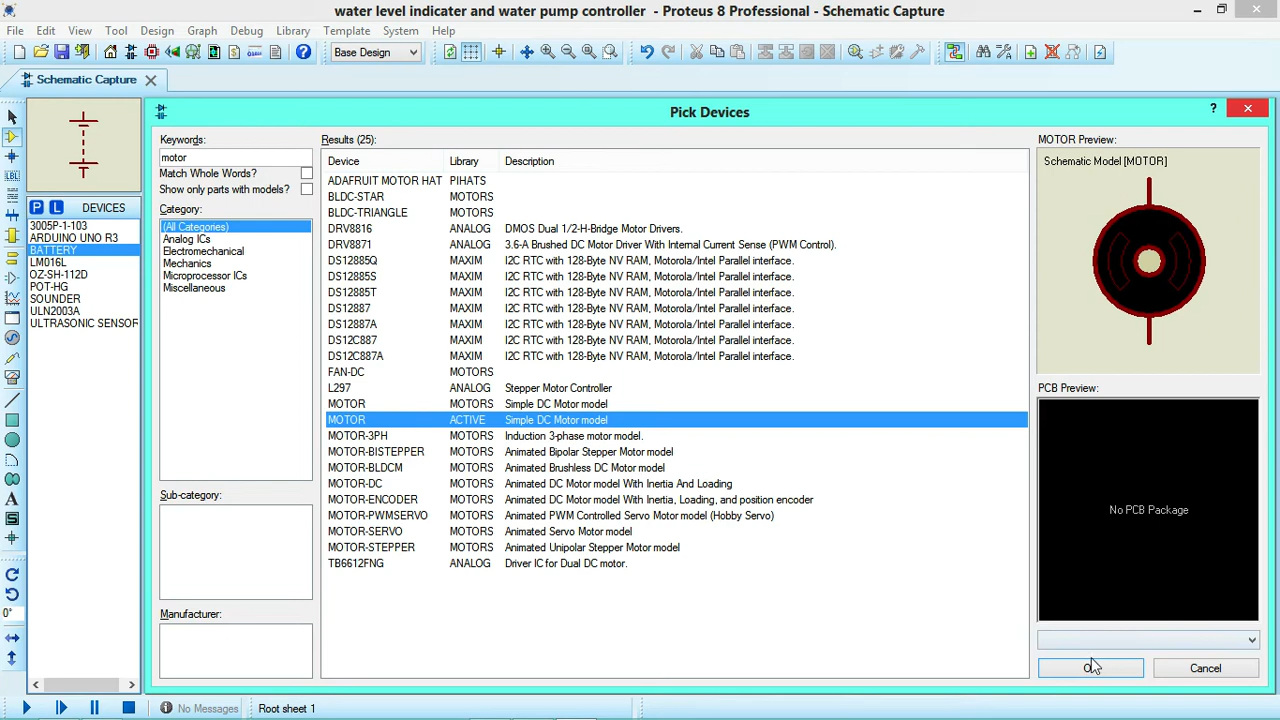 water level indicater and water pump controller - Proteus 8 Professional - Schematic Capture
File Edit View Tool Design Graph Debug Library Template System Help
Base Design
Schematic Capture
Pick Devices
?
Keywords:
motor
Match Whole Words?
Show only parts with models?
Category:
(All Categories)
Analog ICs
Electromechanical
Mechanics
Microprocessor ICs
Miscellaneous
Sub-category:
Manufacturer:
P L DEVICES
3005P-1-103
ARDUINO UNO R3
BATTERY
LM016L
OZ-SH-112D
POT-HG
SOUNDER
ULN2003A
ULTRASONIC SENSOR
Results (25):
Device Library Description
ADAFRUIT MOTOR HAT PIHATS
BLDC-STAR MOTORS
BLDC-TRIANGLE MOTORS
DRV8816 ANALOG DMOS Dual 1/2-H-Bridge Motor Drivers.
DRV8871 ANALOG 3.6-A Brushed DC Motor Driver With Internal Current Sense (PWM Control).
DS12885Q MAXIM I2C RTC with 128-Byte NV RAM, Motorola/Intel Parallel interface.
DS12885S MAXIM I2C RTC with 128-Byte NV RAM, Motorola/Intel Parallel interface.
DS12885T MAXIM I2C RTC with 128-Byte NV RAM, Motorola/Intel Parallel interface.
DS12887 MAXIM I2C RTC with 128-Byte NV RAM, Motorola/Intel Parallel interface.
DS12887A MAXIM I2C RTC with 128-Byte NV RAM, Motorola/Intel Parallel interface.
DS12C887 MAXIM I2C RTC with 128-Byte NV RAM, Motorola/Intel Parallel interface.
DS12C887A MAXIM I2C RTC with 128-Byte NV RAM, Motorola/Intel Parallel interface.
FAN-DC MOTORS
L297 ANALOG Stepper Motor Controller
MOTOR MOTORS Simple DC Motor model
MOTOR ACTIVE Simple DC Motor model
MOTOR-3PH MOTORS Induction 3-phase motor model.
MOTOR-BISTEPPER MOTORS Animated Bipolar Stepper Motor model
MOTOR-BLDCM MOTORS Animated Brushless DC Motor model
MOTOR-DC MOTORS Animated DC Motor model With Inertia And Loading
MOTOR-ENCODER MOTORS Animated DC Motor model With Inertia, Loading, and position encoder
MOTOR-PWMSERVO MOTORS Animated PWM Controlled Servo Motor model (Hobby Servo)
MOTOR-SERVO MOTORS Animated Servo Motor model
MOTOR-STEPPER MOTORS Animated Unipolar Stepper Motor model
TB6612FNG ANALOG Driver IC for Dual DC motor.
MOTOR Preview:
Schematic Model [MOTOR]
PCB Preview:
No PCB Package
Cancel
0°
No Messages
Root sheet 1